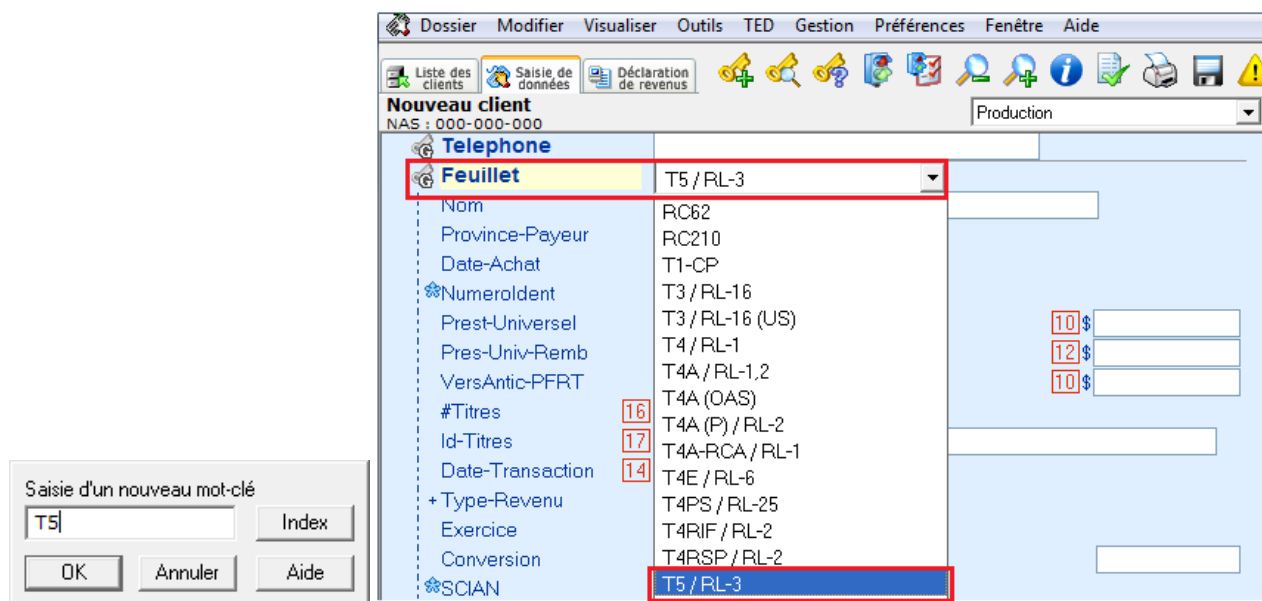 Dossier Modifier Visualiser Outils TED Gestion Préférences Fenêtre Aide
Liste des clients Saisie de données Déclaration de revenus
Nouveau client
NAS : 000-000-000
Production
Telephone
Feuillet T5 / RL-3
Nom RC62
Province-Payeur RC210
Date-Achat T1-CP
NumeroIdent T3 / RL-16
Prest-Universel T3 / RL-16 (US) 10 $
Pres-Univ-Remb T4 / RL-1 12 $
VersAntic-PFRT T4A / RL-1,2 10 $
#Titres 16 T4A (OAS)
Id-Titres 17 T4A (P) / RL-2
T4A-RCA / RL-1
Date-Transaction 14 T4E / RL-6
+ Type-Revenu T4PS / RL-25
Exercice T4RIF / RL-2
Conversion T4RSP / RL-2
SCIAN T5 / RL-3
Saisie d'un nouveau mot-clé
T5 Index
OK Annuler Aide